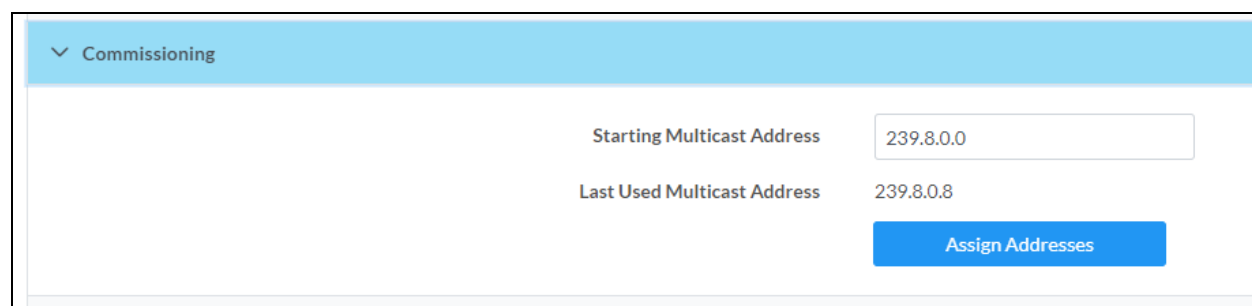 Commissioning
Starting Multicast Address 239.8.0.0
Last Used Multicast Address 239.8.0.8
Assign Addresses